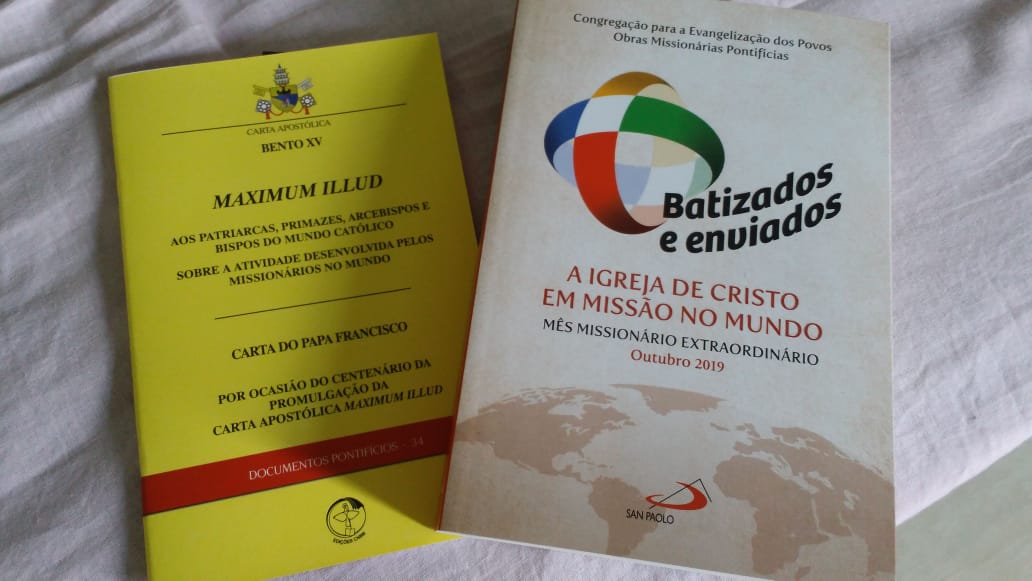 CARTA APOSTÓLICA
BENTO XV
MAXIMUM ILLUD
AOS PATRIARCAS, PRIMAZES, ARCEBISPOS E
BISPOS DO MUNDO CATÓLICO
SOBRE A ATIVIDADE DESENVOLVIDA PELOS
MISSIONÁRIOS NO MUNDO
CARTA DO PAPA FRANCISCO
POR OCASIÃO DO CENTENÁRIO DA
PROMULGAÇÃO DA
CARTA APOSTÓLICA MAXIMUM ILLUD
DOCUMENTOS PONTIFÍCIOS - 34
EDIÇÕES CNBB
Congregação para a Evangelização dos Povos
Obras Missionárias Pontifícias
Batizados
e enviados
A IGREJA DE CRISTO
EM MISSÃO NO MUNDO
MÊS MISSIONÁRIO EXTRAORDINÁRIO
Outubro 2019
SAN PAOLO